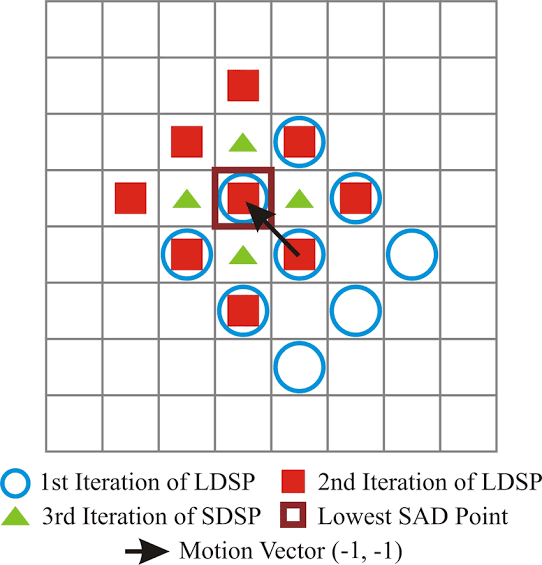 1st Iteration of LDSP 2nd Iteration of LDSP
3rd Iteration of SDSP Lowest SAD Point
Motion Vector (-1, -1)